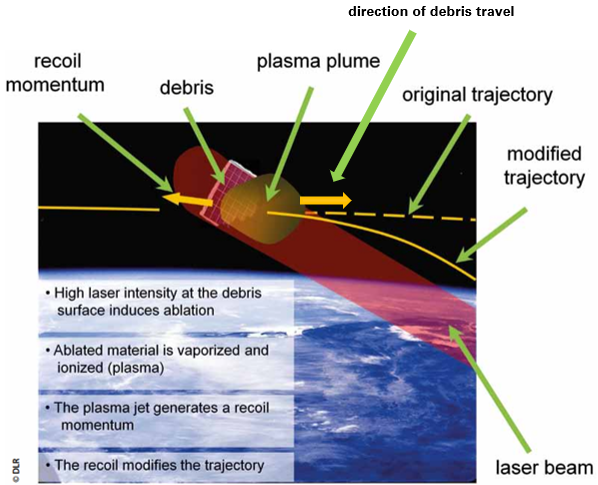 direction of debris travel
recoil
momentum
debris
plasma plume
original trajectory
modified
trajectory
• High laser intensity at the debris
surface induces ablation
• Ablated material is vaporized and
ionized (plasma)
• The plasma jet generates a recoil
momentum
• The recoil modifies the trajectory
laser beam
© DLR